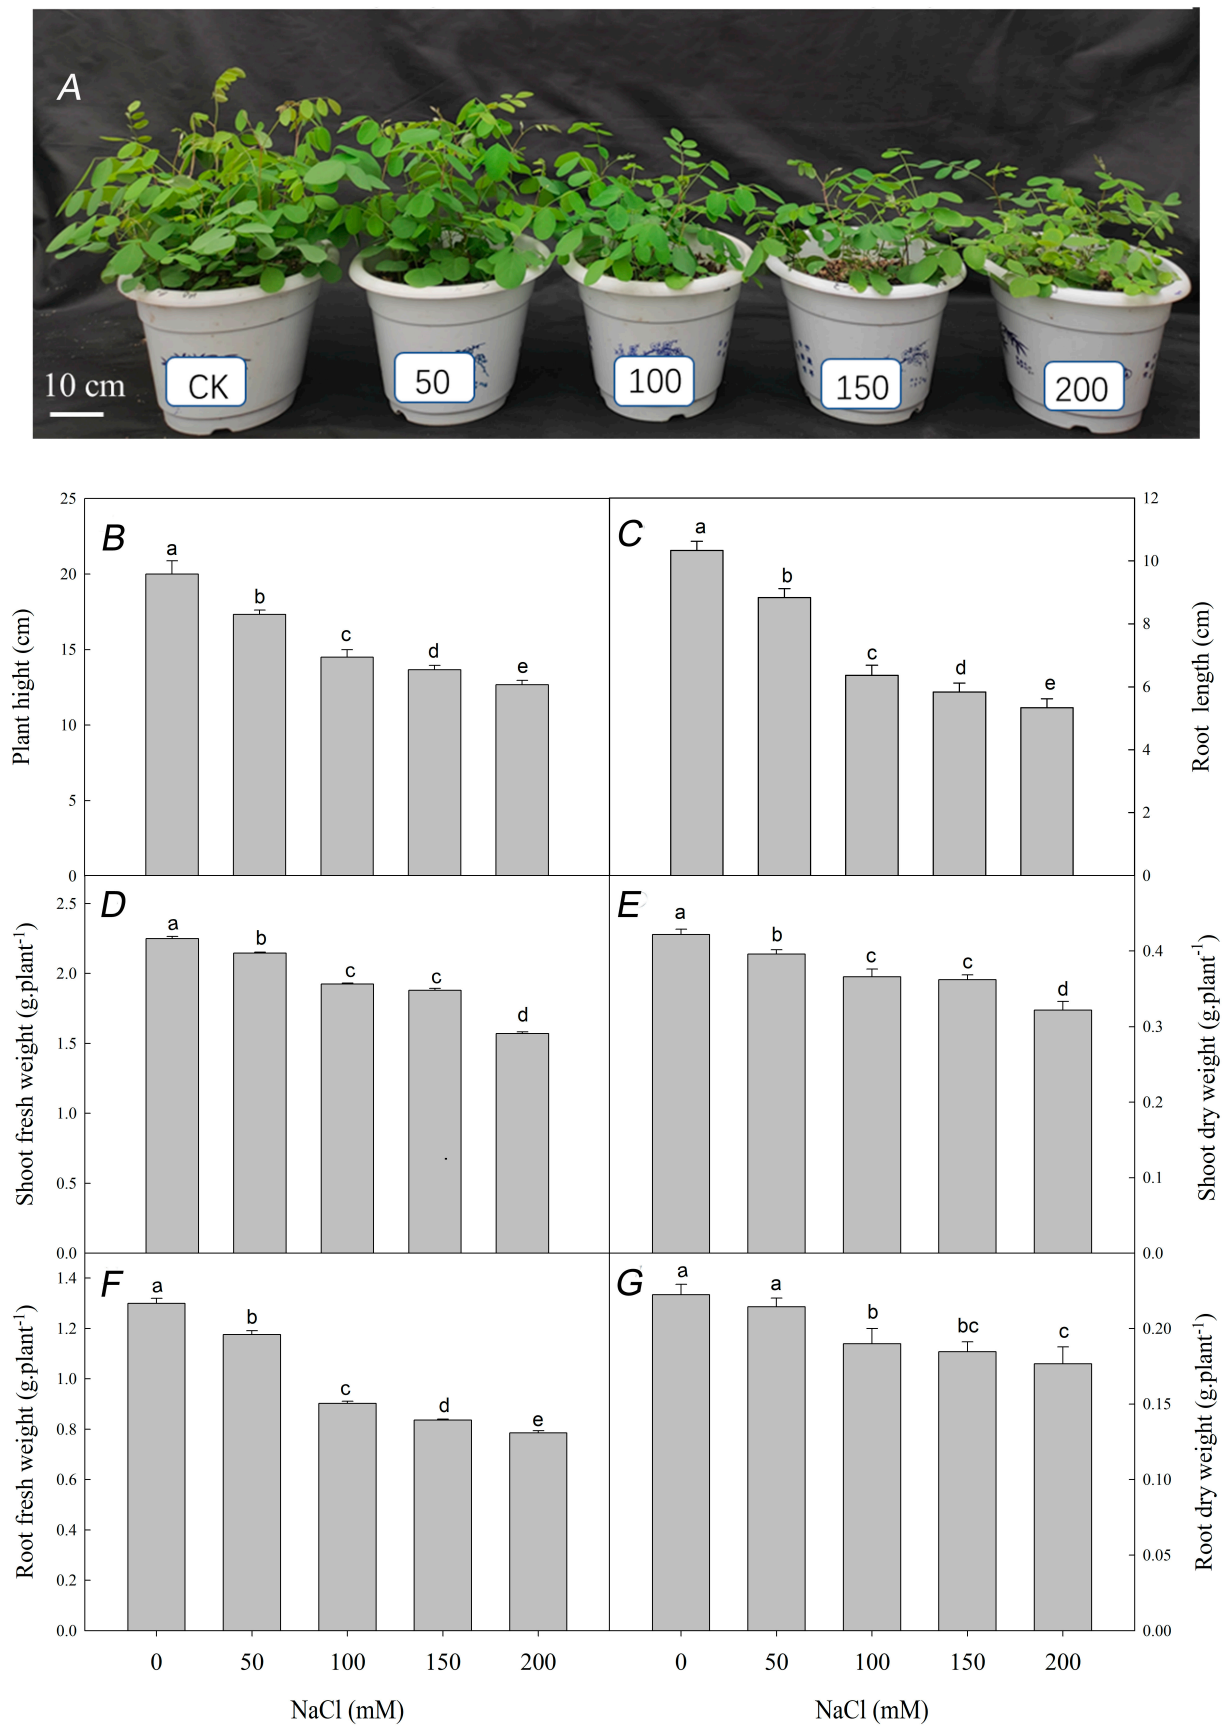 A
10 cm
CK
50
100
150
200
B
25
20
15
10
5
0
Plant hight (cm)
a
b
c
d
e
C
12
10
8
6
4
2
0
Root length (cm)
a
b
c
d
e
D
2.5
2.0
1.5
1.0
0.5
0.0
Shoot fresh weight (g.plant-1)
a
b
c
c
d
E
0.4
0.3
0.2
0.1
0.0
Shoot dry weight (g.plant-1)
a
b
c
c
d
F
1.4
1.2
1.0
0.8
0.6
0.4
0.2
0.0
Root fresh weight (g.plant-1)
a
b
c
d
e
G
0.20
0.15
0.10
0.05
0.00
Root dry weight (g.plant-1)
a
a
b
bc
c
0 50 100 150 200
0 50 100 150 200
NaCl (mM)
NaCl (mM)